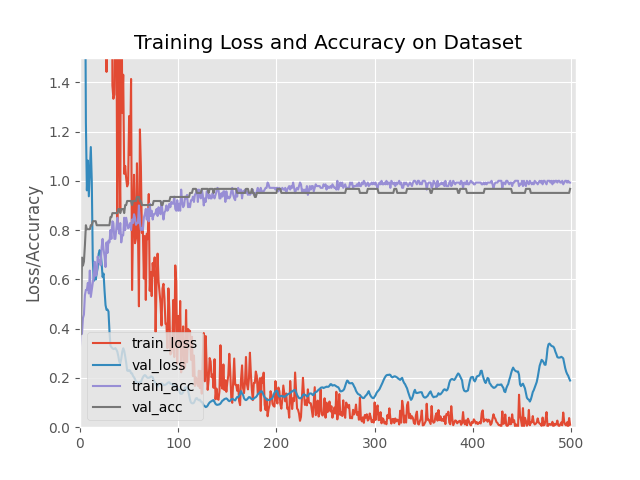 Training Loss and Accuracy on Dataset
Loss/Accuracy
1.4
1.2
1.0
0.8
0.6
0.4
0.2
0.0
train_loss
val_loss
train_acc
val_acc
0 100 200 300 400 500